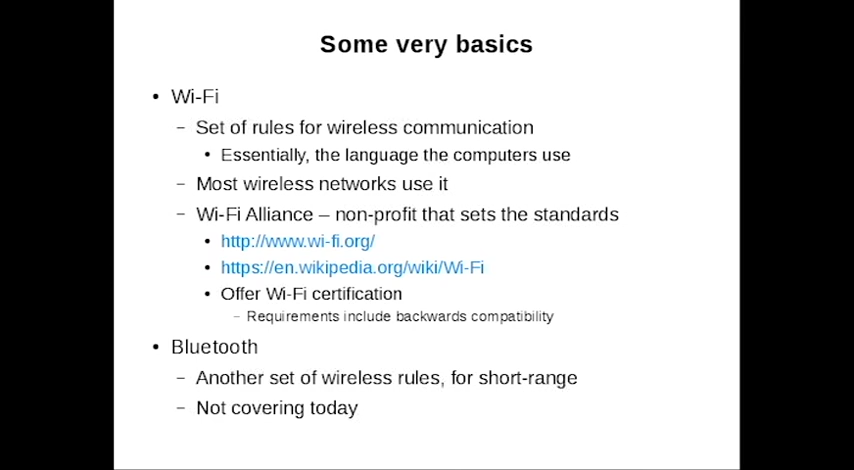 Some very basics
• Wi-Fi
– Set of rules for wireless communication
• Essentially, the language the computers use
– Most wireless networks use it
– Wi-Fi Alliance – non-profit that sets the standards
• http://www.wi-fi.org/
• https://en.wikipedia.org/wiki/Wi-Fi
• Offer Wi-Fi certification
– Requirements include backwards compatibility
• Bluetooth
– Another set of wireless rules, for short-range
– Not covering today